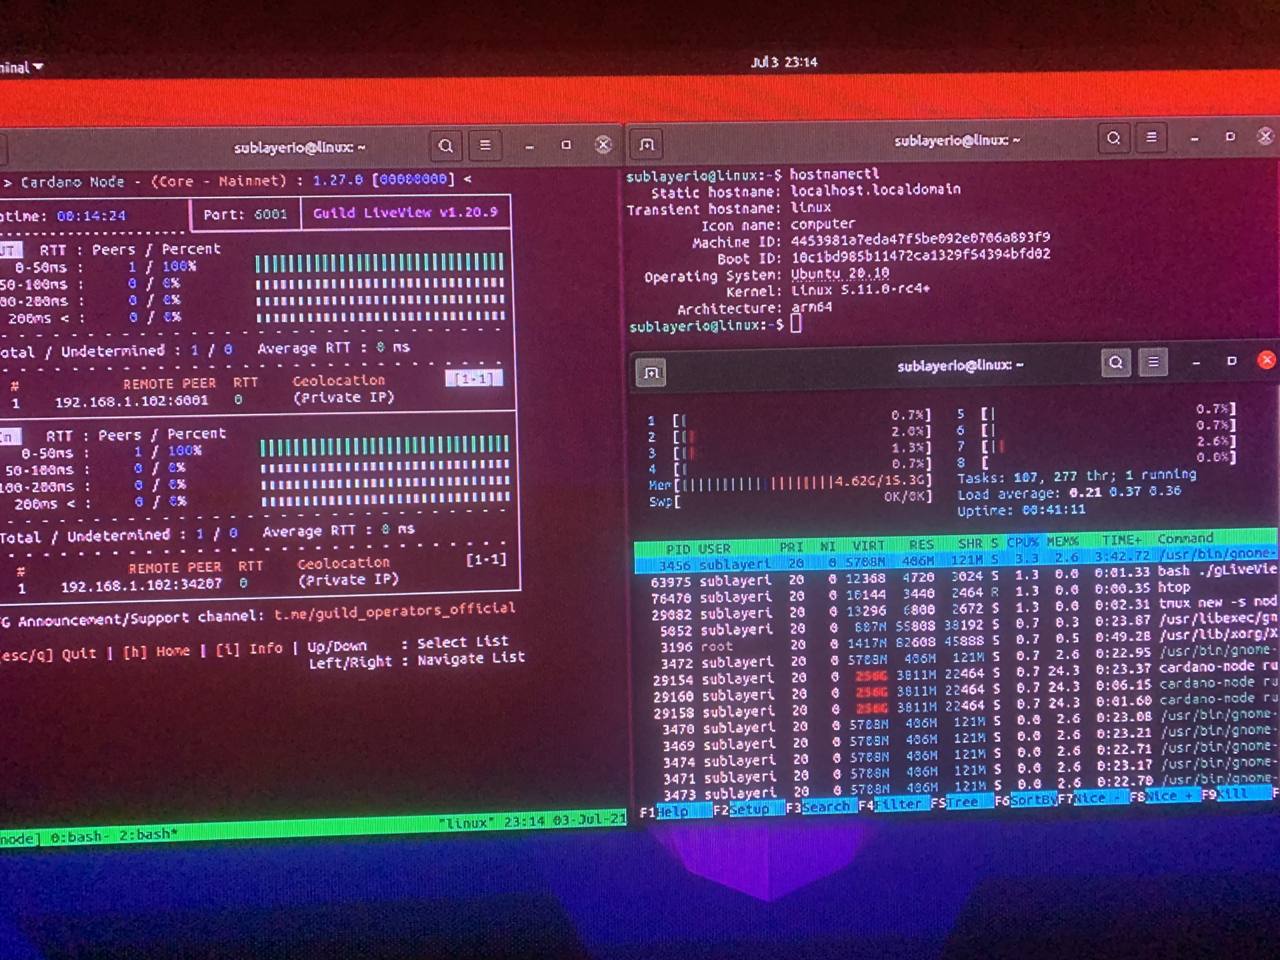 minal
Jul 3 23:14
sublayerio@linux: ~
> Cardano Node - (Core - Mainnet) : 1.27.0 [00000000] <
ptime: 00:14:24
Port: 6001
Guild LiveView v1.20.9
RTT : Peers / Percent
0-50ms : 1 / 100%
50-100ms : 0 / 0%
00-200ms : 0 / 0%
200ms < : 0 / 0%
Total / Undetermined : 1 / 0 Average RTT : 0 ms
# REMOTE PEER RTT Geolocation [1-1]
1 192.168.1.102:6001 0 (Private IP)
In RTT : Peers / Percent
0-50ms : 1 / 100%
50-100ms : 0 / 0%
100-200ms : 0 / 0%
200ms < : 0 / 0%
Total / Undetermined : 1 / 0 Average RTT : 0 ms
# REMOTE PEER RTT Geolocation [1-1]
1 192.168.1.102:34207 0 (Private IP)
G Announcement/Support channel: t.me/guild_operators_official
[esc/q] Quit | [h] Home | [i] Info | Up/Down : Select List
Left/Right : Navigate List
node] 0:bash- 2:bash* "linux" 23:14 03-Jul-21
sublayerio@linux: ~
sublayerio@linux:~$ hostnamectl
Static hostname: localhost.localdomain
Transient hostname: linux
Icon name: computer
Machine ID: 4453981a7eda47f5be092e0706a893f9
Boot ID: 10c1bd985b11472ca1329f54394bfd02
Operating System: Ubuntu 20.10
Kernel: Linux 5.11.0-rc4+
Architecture: arm64
sublayerio@linux:~$
sublayerio@linux: ~
1 [ 0.7%] 5 [ 0.7%]
2 [ 2.0%] 6 [ 0.7%]
3 [ 1.3%] 7 [ 2.6%]
4 [ 0.7%] 8 [ 0.0%]
Mem[ 4.62G/15.3G] Tasks: 107, 277 thr; 1 running
Swp[ 0K/0K] Load average: 0.21 0.37 0.36
Uptime: 00:41:11
PID USER PRI NI VIRT RES SHR S CPU% MEM% TIME+ Command
3456 sublayeri 20 0 5708M 406M 121M S 3.3 2.6 3:42.72 /usr/bin/gnome-
63975 sublayeri 20 0 12368 4720 3024 S 1.3 0.0 0:01.33 bash ./gLiveVie
76470 sublayeri 20 0 16144 3440 2464 R 1.3 0.0 0:00.35 htop
29082 sublayeri 20 0 13296 6800 2672 S 1.3 0.0 0:02.31 tmux new -s nod
5052 sublayeri 20 0 807M 55808 38192 S 0.7 0.3 0:23.87 /usr/libexec/gn
3196 root 20 0 1417M 82608 45888 S 0.7 0.5 0:49.28 /usr/lib/xorg/X
3472 sublayeri 20 0 5708M 406M 121M S 0.7 2.6 0:22.95 /usr/bin/gnome-
29154 sublayeri 20 0 256G 3811M 22464 S 0.7 24.3 0:23.37 cardano-node ru
29160 sublayeri 20 0 256G 3811M 22464 S 0.7 24.3 0:06.15 cardano-node ru
29158 sublayeri 20 0 256G 3811M 22464 S 0.7 24.3 0:01.60 cardano-node ru
3470 sublayeri 20 0 5708M 406M 121M S 0.0 2.6 0:23.08 /usr/bin/gnome-
3469 sublayeri 20 0 5708M 406M 121M S 0.0 2.6 0:23.21 /usr/bin/gnome-
3474 sublayeri 20 0 5708M 406M 121M S 0.0 2.6 0:22.71 /usr/bin/gnome-
3471 sublayeri 20 0 5708M 406M 121M S 0.0 2.6 0:23.17 /usr/bin/gnome-
3473 sublayeri 20 0 5708M 406M 121M S 0.0 2.6 0:22.70 /usr/bin/gnome-
F1Help F2Setup F3Search F4Filter F5Tree F6SortBy F7Nice - F8Nice + F9Kill F